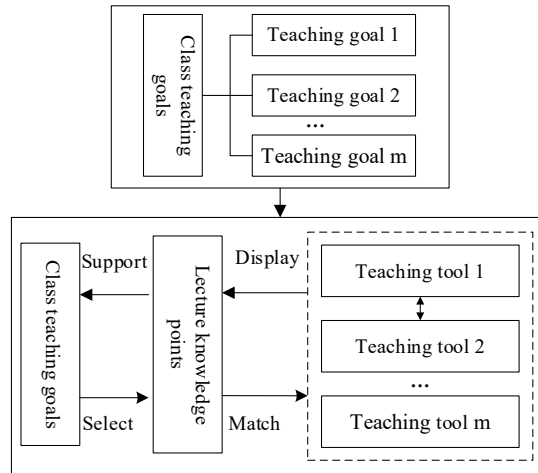 Class teaching
goals
Teaching goal 1
Teaching goal 2
...
Teaching goal m
Class teaching goals
Support
Select
Lecture knowledge
points
Display
Match
Teaching tool 1
Teaching tool 2
...
Teaching tool m